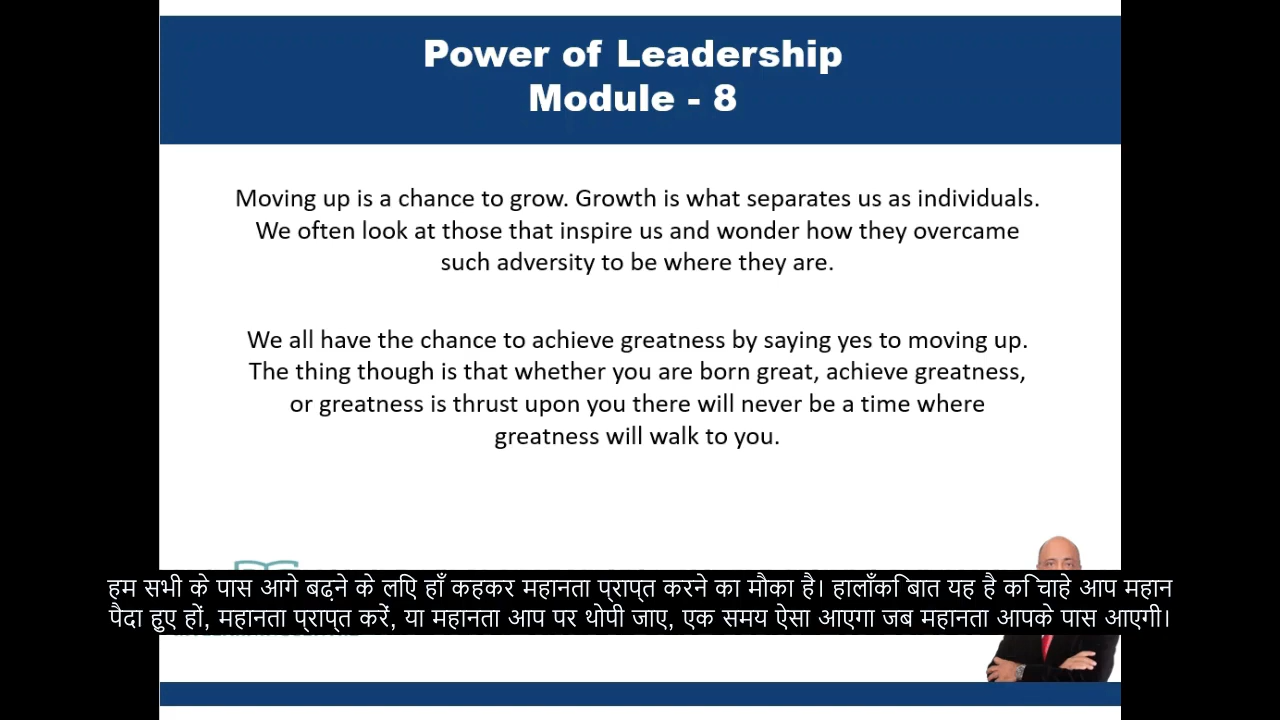 Power of Leadership
Module - 8
Moving up is a chance to grow. Growth is what separates us as individuals.
We often look at those that inspire us and wonder how they overcame
such adversity to be where they are.
We all have the chance to achieve greatness by saying yes to moving up.
The thing though is that whether you are born great, achieve greatness,
or greatness is thrust upon you there will never be a time where
greatness will walk to you.
हम सभी के पास आगे बढ़ने के लिए हाँ कहकर महानता प्राप्त करने का मौका है। हालाँकि बात यह है कि चाहे आप महान
पैदा हुए हों, महानता प्राप्त करें, या महानता आप पर थोपी जाए, एक समय ऐसा आएगा जब महानता आपके पास आएगी।